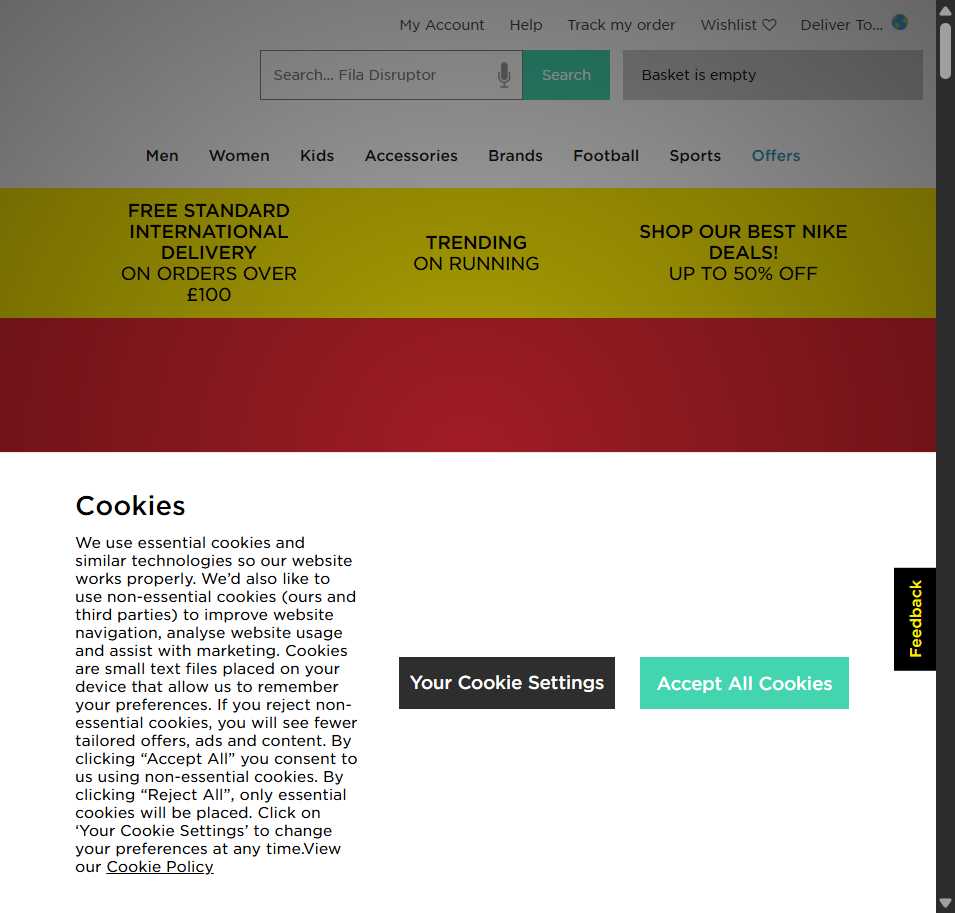 My Account Help Track my order Wishlist Deliver To...
Search... Fila Disruptor Search Basket is empty
Men Women Kids Accessories Brands Football Sports Offers
FREE STANDARD
INTERNATIONAL
DELIVERY
ON ORDERS OVER
£100
TRENDING
ON RUNNING
SHOP OUR BEST NIKE
DEALS!
UP TO 50% OFF
Cookies
We use essential cookies and
similar technologies so our website
works properly. We’d also like to
use non-essential cookies (ours and
third parties) to improve website
navigation, analyse website usage
and assist with marketing. Cookies
are small text files placed on your
device that allow us to remember
your preferences. If you reject non-
essential cookies, you will see fewer
tailored offers, ads and content. By
clicking “Accept All” you consent to
us using non-essential cookies. By
clicking “Reject All”, only essential
cookies will be placed. Click on
‘Your Cookie Settings’ to change
your preferences at any time.View
our Cookie Policy
Your Cookie Settings
Accept All Cookies
Feedback